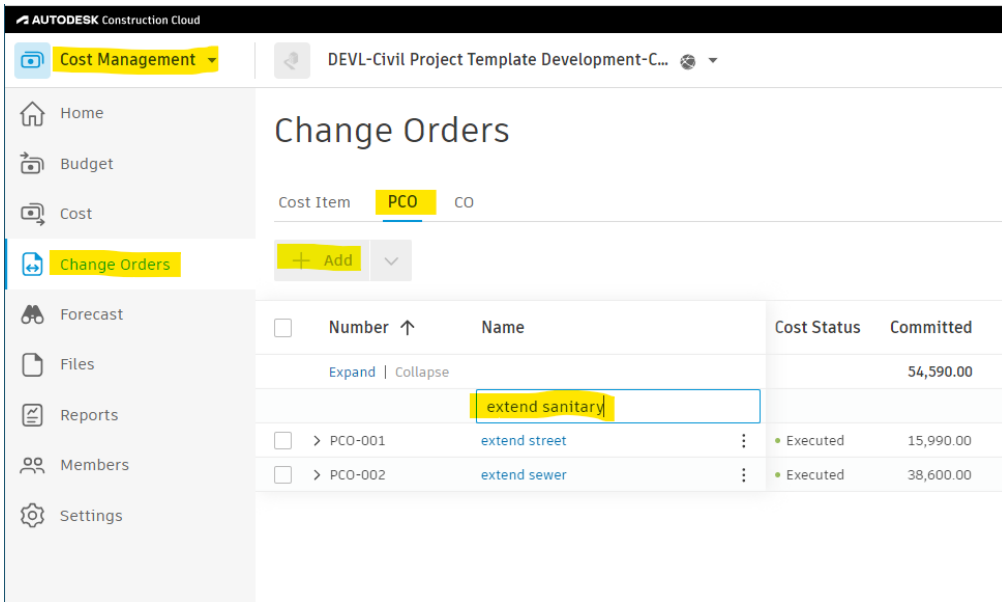 AUTODESK Construction Cloud
Cost Management
DEVL-Civil Project Template Development-C...
Home
Budget
Cost
Change Orders
Forecast
Files
Reports
Members
Settings
Change Orders
Cost Item PCO CO
+ Add
Number ↑ Name Cost Status Committed
Expand | Collapse 54,590.00
extend sanitary
> PCO-001 extend street ⋮ • Executed 15,990.00
> PCO-002 extend sewer ⋮ • Executed 38,600.00